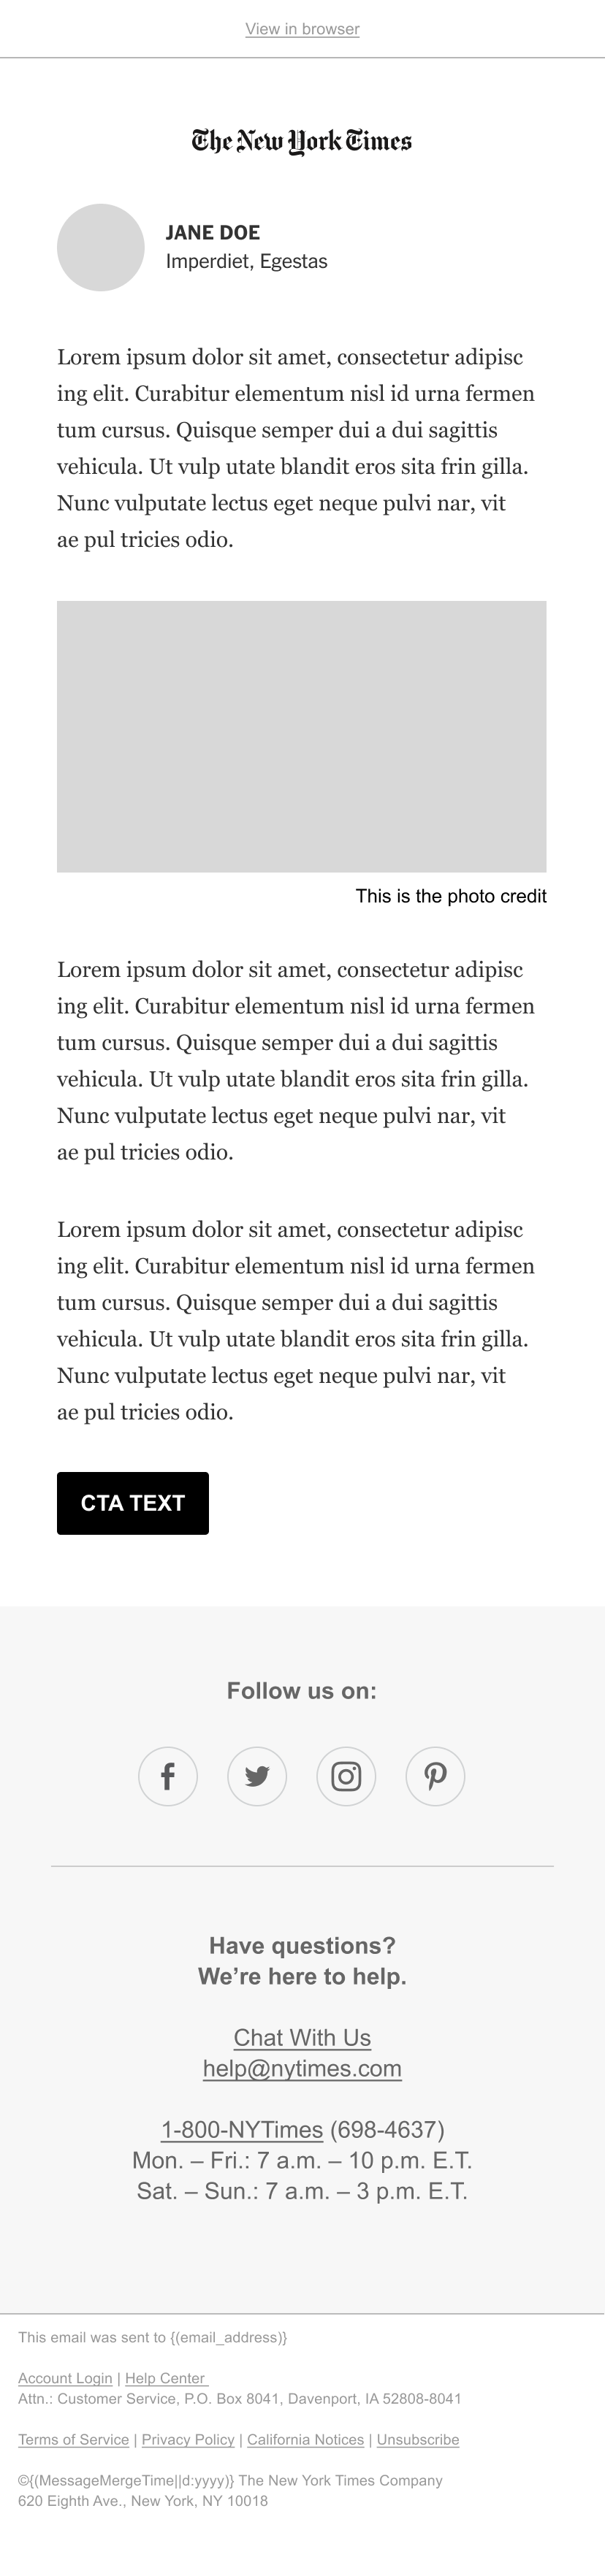 View in browser
The New York Times
JANE DOE
Imperdiet, Egestas
Lorem ipsum dolor sit amet, consectetur adipisc
ing elit. Curabitur elementum nisl id urna fermen
tum cursus. Quisque semper dui a dui sagittis
vehicula. Ut vulp utate blandit eros sita frin gilla.
Nunc vulputate lectus eget neque pulvi nar, vit
ae pul tricies odio.
This is the photo credit
Lorem ipsum dolor sit amet, consectetur adipisc
ing elit. Curabitur elementum nisl id urna fermen
tum cursus. Quisque semper dui a dui sagittis
vehicula. Ut vulp utate blandit eros sita frin gilla.
Nunc vulputate lectus eget neque pulvi nar, vit
ae pul tricies odio.
Lorem ipsum dolor sit amet, consectetur adipisc
ing elit. Curabitur elementum nisl id urna fermen
tum cursus. Quisque semper dui a dui sagittis
vehicula. Ut vulp utate blandit eros sita frin gilla.
Nunc vulputate lectus eget neque pulvi nar, vit
ae pul tricies odio.
CTA TEXT
Follow us on:
Have questions?
We’re here to help.
Chat With Us
help@nytimes.com
1-800-NYTimes (698-4637)
Mon. – Fri.: 7 a.m. – 10 p.m. E.T.
Sat. – Sun.: 7 a.m. – 3 p.m. E.T.
This email was sent to {(email_address)}
Account Login | Help Center
Attn.: Customer Service, P.O. Box 8041, Davenport, IA 52808-8041
Terms of Service | Privacy Policy | California Notices | Unsubscribe
©{(MessageMergeTime||d:yyyy)} The New York Times Company
620 Eighth Ave., New York, NY 10018